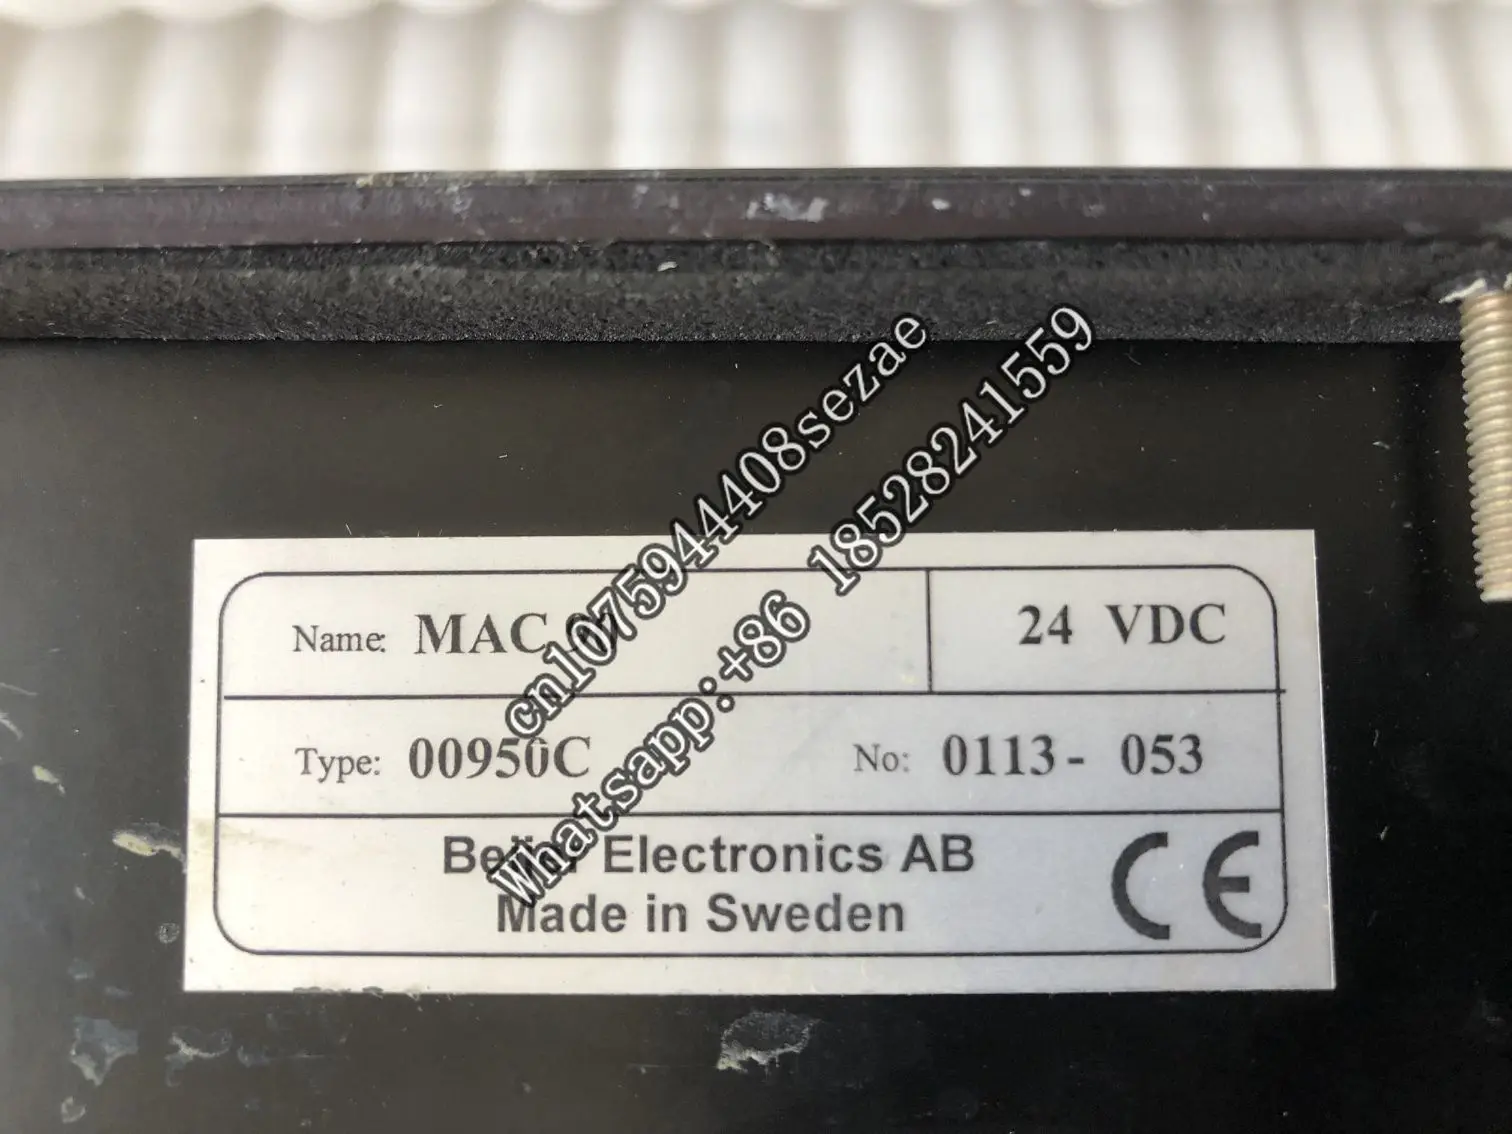 cn1075944408sezae
Whatsapp:+86 18528241559
Name: MAC
24 VDC
Type: 00950C
No: 0113- 053
Electronics AB
Made in Sweden
CE